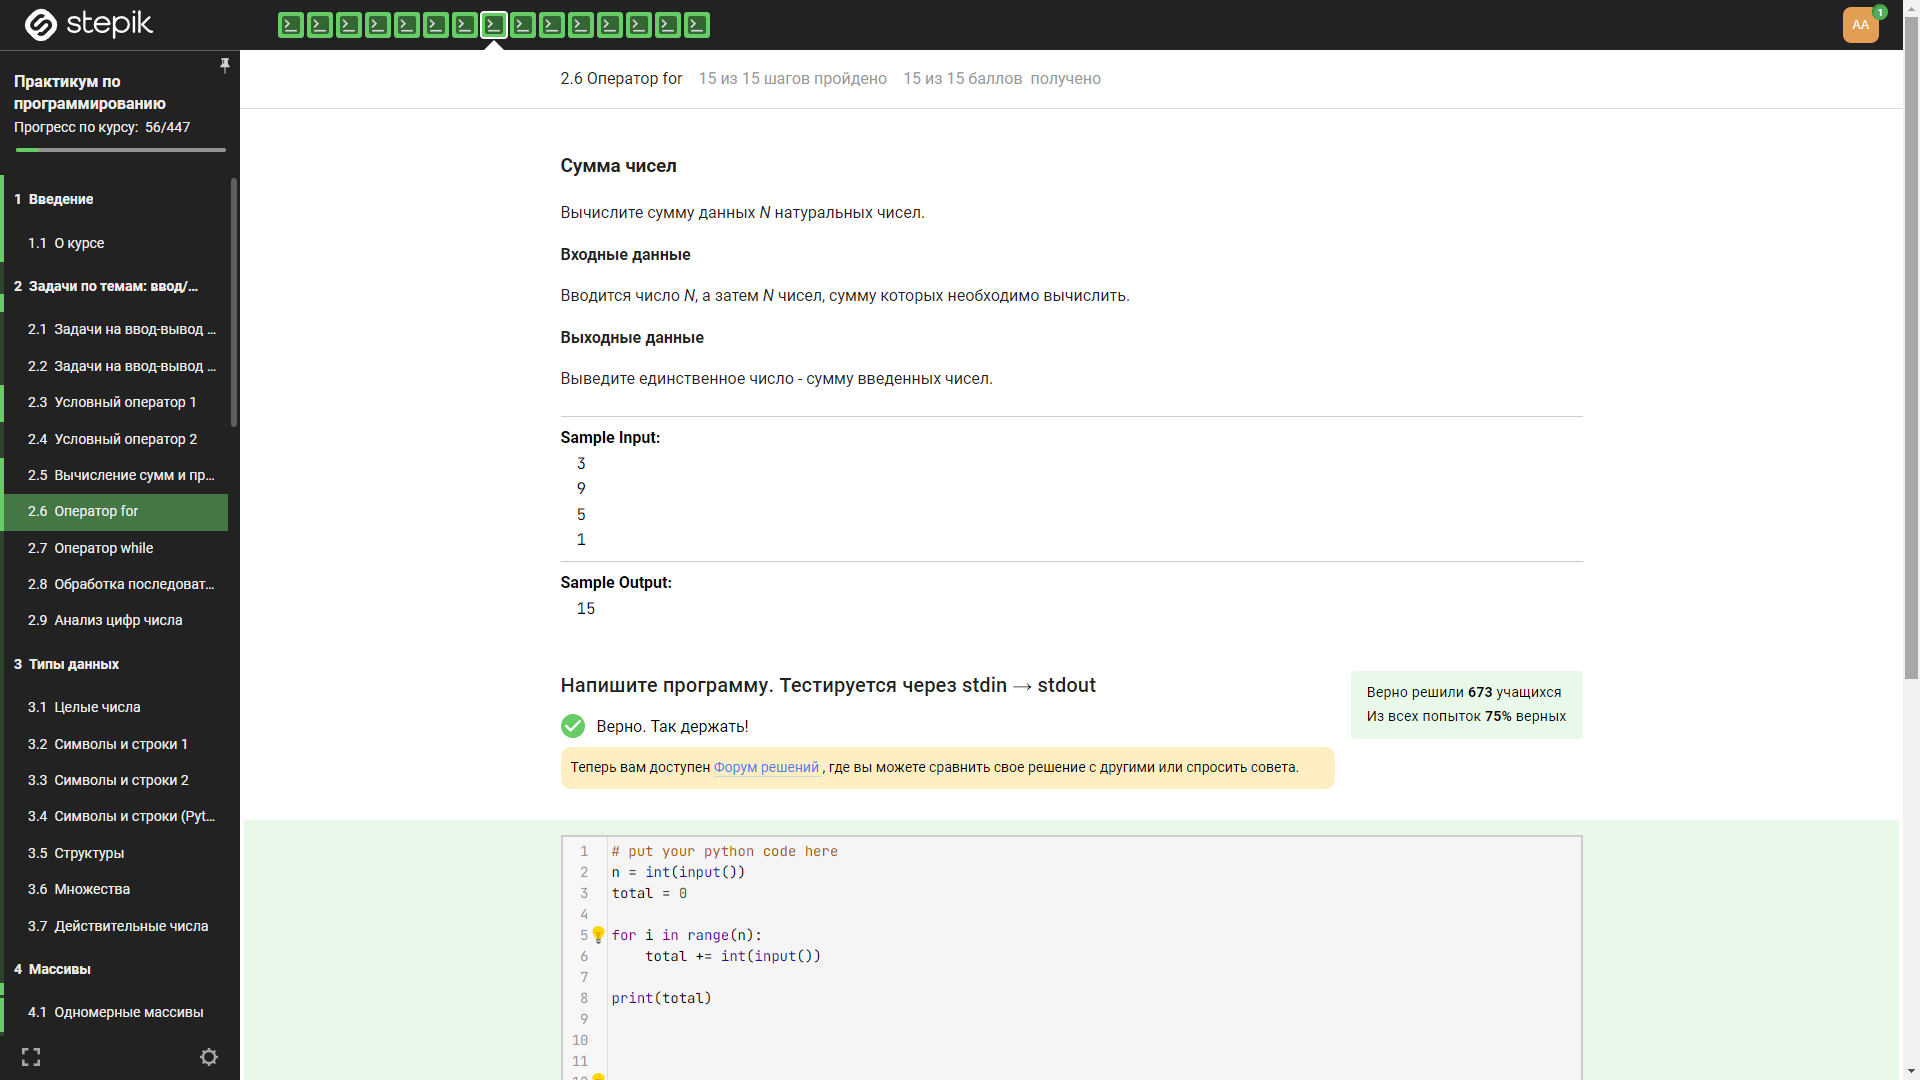 stepik
AA
1
Практикум по
программированию
Прогресс по курсу: 56/447
1 Введение
1.1 О курсе
2 Задачи по темам: ввод/...
2.1 Задачи на ввод-вывод ...
2.2 Задачи на ввод-вывод ...
2.3 Условный оператор 1
2.4 Условный оператор 2
2.5 Вычисление сумм и пр...
2.6 Оператор for
2.7 Оператор while
2.8 Обработка последоват...
2.9 Анализ цифр числа
3 Типы данных
3.1 Целые числа
3.2 Символы и строки 1
3.3 Символы и строки 2
3.4 Символы и строки (Pyt...
3.5 Структуры
3.6 Множества
3.7 Действительные числа
4 Массивы
4.1 Одномерные массивы
2.6 Оператор for 15 из 15 шагов пройдено 15 из 15 баллов получено
Сумма чисел
Вычислите сумму данных N натуральных чисел.
Входные данные
Вводится число N, а затем N чисел, сумму которых необходимо вычислить.
Выходные данные
Выведите единственное число - сумму введенных чисел.
Sample Input:
3
9
5
1
Sample Output:
15
Напишите программу. Тестируется через stdin → stdout
Верно. Так держать!
Теперь вам доступен Форум решений, где вы можете сравнить свое решение с другими или спросить совета.
Верно решили 673 учащихся
Из всех попыток 75% верных
1 # put your python code here
2 n = int(input())
3 total = 0
4
5 for i in range(n):
6     total += int(input())
7
8 print(total)
9
10
11